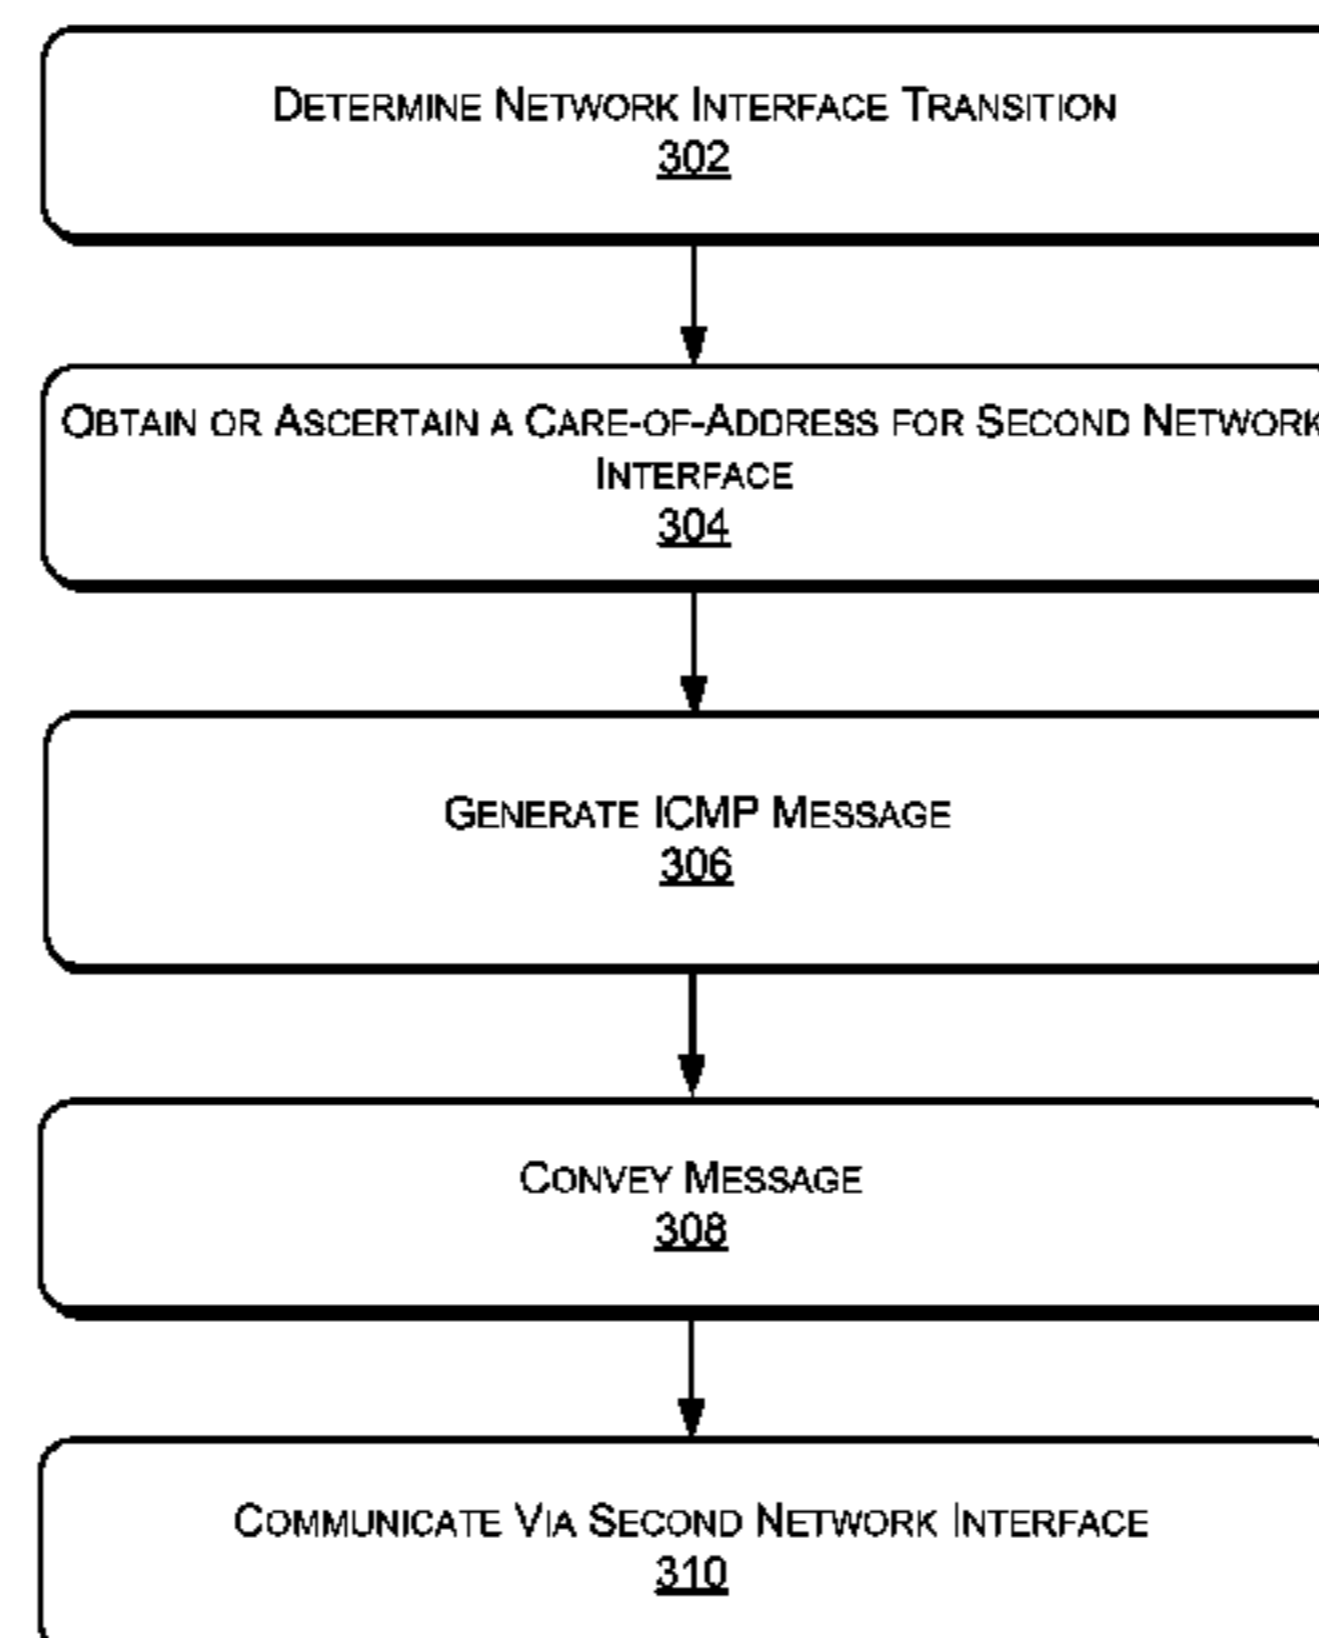 DETERMINE NETWORK INTERFACE TRANSITION
302
OBTAIN OR ASCERTAIN A CARE-OF-ADDRESS FOR SECOND NETWORK
INTERFACE
304
GENERATE ICMP MESSAGE
306
CONVEY MESSAGE
308
COMMUNICATE VIA SECOND NETWORK INTERFACE
310